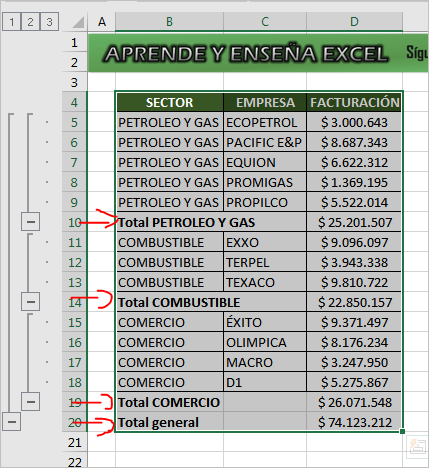 1 2 3 A B C D
1 APRENDE Y ENSEÑA EXCEL Síg
2
3
4 SECTOR EMPRESA FACTURACIÓN
5 PETROLEO Y GAS ECOPETROL $ 3.000.643
6 PETROLEO Y GAS PACIFIC E&P $ 8.687.343
7 PETROLEO Y GAS EQUION $ 6.622.312
8 PETROLEO Y GAS PROMIGAS $ 1.369.195
9 PETROLEO Y GAS PROPILCO $ 5.522.014
10 Total PETROLEO Y GAS $ 25.201.507
11 COMBUSTIBLE EXXO $ 9.096.097
12 COMBUSTIBLE TERPEL $ 3.943.338
13 COMBUSTIBLE TEXACO $ 9.810.722
14 Total COMBUSTIBLE $ 22.850.157
15 COMERCIO ÉXITO $ 9.371.497
16 COMERCIO OLIMPICA $ 8.176.234
17 COMERCIO MACRO $ 3.247.950
18 COMERCIO D1 $ 5.275.867
19 Total COMERCIO $ 26.071.548
20 Total general $ 74.123.212
21
22